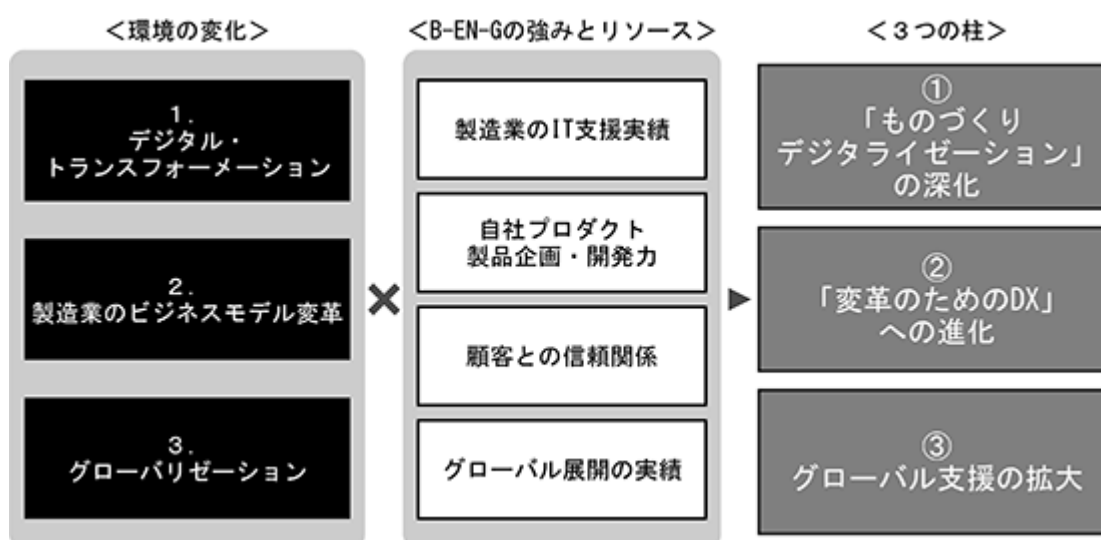 <環境の変化>
1.
デジタル・
トランスフォーメーション
2.
製造業のビジネスモデル変革
3.
グローバリゼーション
<B-EN-Gの強みとリソース>
製造業のIT支援実績
自社プロダクト
製品企画・開発力
顧客との信頼関係
グローバル展開の実績
<3つの柱>
①
「ものづくり
デジタライゼーション」
の深化
②
「変革のためのDX」
への進化
③
グローバル支援の拡大